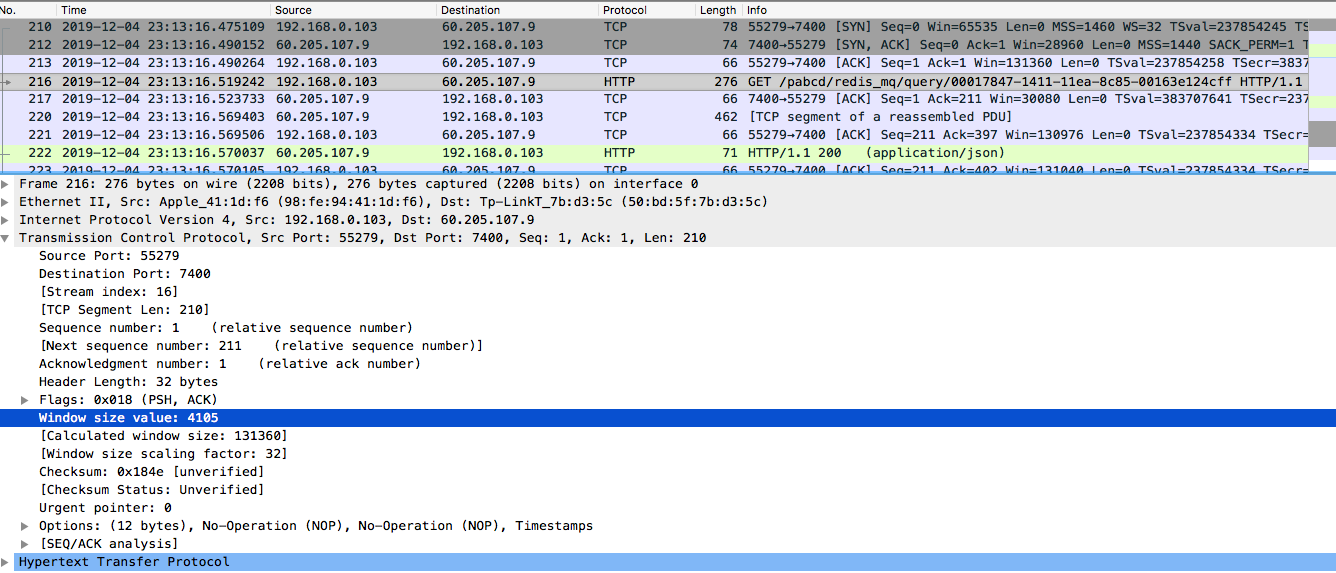 No. Time Source Destination Protocol Length Info
210 2019-12-04 23:13:16.475109 192.168.0.103 60.205.107.9 TCP 78 55279→7400 [SYN] Seq=0 Win=65535 Len=0 MSS=1460 WS=32 TSval=237854245 TS
212 2019-12-04 23:13:16.490152 60.205.107.9 192.168.0.103 TCP 74 7400→55279 [SYN, ACK] Seq=0 Ack=1 Win=28960 Len=0 MSS=1440 SACK_PERM=1 T
213 2019-12-04 23:13:16.490264 192.168.0.103 60.205.107.9 TCP 66 55279→7400 [ACK] Seq=1 Ack=1 Win=131360 Len=0 TSval=237854258 TSecr=3837
216 2019-12-04 23:13:16.519242 192.168.0.103 60.205.107.9 HTTP 276 GET /pabcd/redis_mq/query/00017847-1411-11ea-8c85-00163e124cff HTTP/1.1
217 2019-12-04 23:13:16.523733 60.205.107.9 192.168.0.103 TCP 66 7400→55279 [ACK] Seq=1 Ack=211 Win=30080 Len=0 TSval=383707641 TSecr=237
220 2019-12-04 23:13:16.569403 60.205.107.9 192.168.0.103 TCP 462 [TCP segment of a reassembled PDU]
221 2019-12-04 23:13:16.569506 192.168.0.103 60.205.107.9 TCP 66 55279→7400 [ACK] Seq=211 Ack=397 Win=130976 Len=0 TSval=237854334 TSecr=
222 2019-12-04 23:13:16.570037 60.205.107.9 192.168.0.103 HTTP 71 HTTP/1.1 200 (application/json)
223 2019-12-04 23:13:16.570105 192.168.0.103 60.205.107.9 TCP 66 55279→7400 [ACK] Seq=211 Ack=402 Win=131040 Len=0 TSval=237854334 TSecr=
Frame 216: 276 bytes on wire (2208 bits), 276 bytes captured (2208 bits) on interface 0
Ethernet II, Src: Apple_41:1d:f6 (98:fe:94:41:1d:f6), Dst: Tp-LinkT_7b:d3:5c (50:bd:5f:7b:d3:5c)
Internet Protocol Version 4, Src: 192.168.0.103, Dst: 60.205.107.9
Transmission Control Protocol, Src Port: 55279, Dst Port: 7400, Seq: 1, Ack: 1, Len: 210
Source Port: 55279
Destination Port: 7400
[Stream index: 16]
[TCP Segment Len: 210]
Sequence number: 1 (relative sequence number)
[Next sequence number: 211 (relative sequence number)]
Acknowledgment number: 1 (relative ack number)
Header Length: 32 bytes
Flags: 0x018 (PSH, ACK)
Window size value: 4105
[Calculated window size: 131360]
[Window size scaling factor: 32]
Checksum: 0x184e [unverified]
[Checksum Status: Unverified]
Urgent pointer: 0
Options: (12 bytes), No-Operation (NOP), No-Operation (NOP), Timestamps
[SEQ/ACK analysis]
Hypertext Transfer Protocol